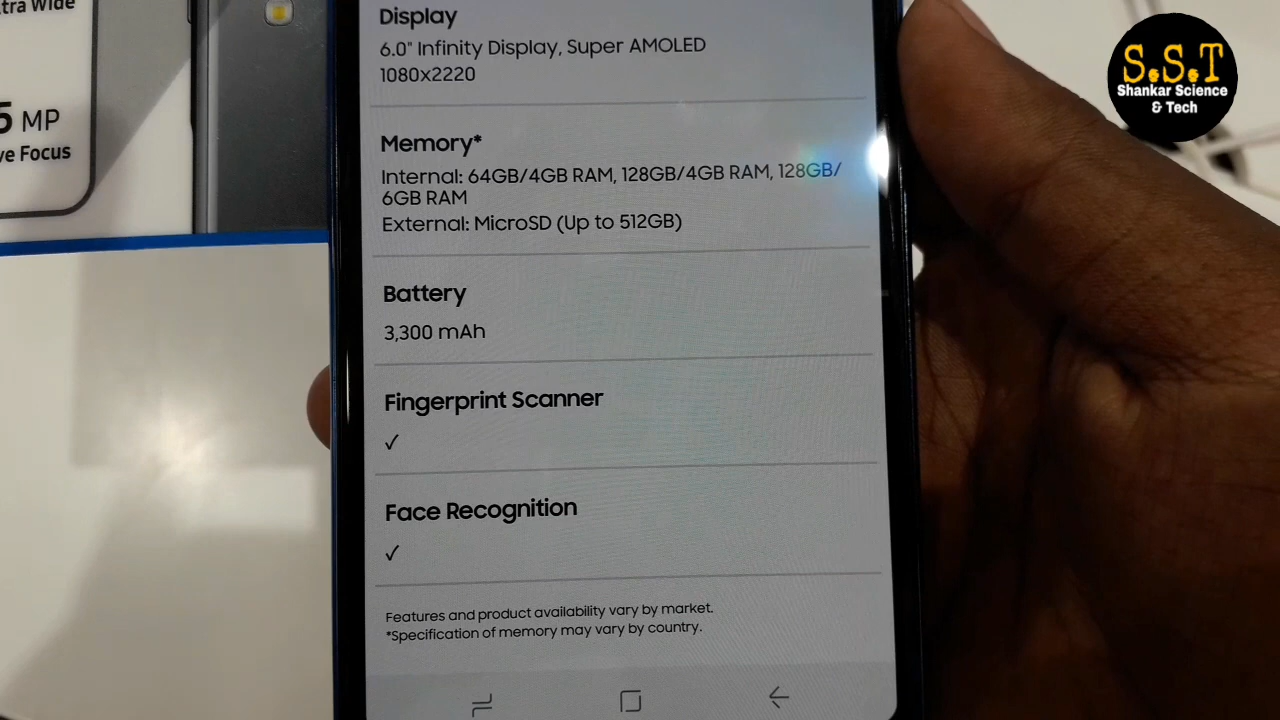 tra Wide
5 MP
ve Focus
Display
6.0" Infinity Display, Super AMOLED
1080x2220
Memory*
Internal: 64GB/4GB RAM, 128GB/4GB RAM, 128GB/
6GB RAM
External: MicroSD (Up to 512GB)
Battery
3,300 mAh
Fingerprint Scanner
✓
Face Recognition
✓
Features and product availability vary by market.
*Specification of memory may vary by country.
S.S.T
Shankar Science
& Tech